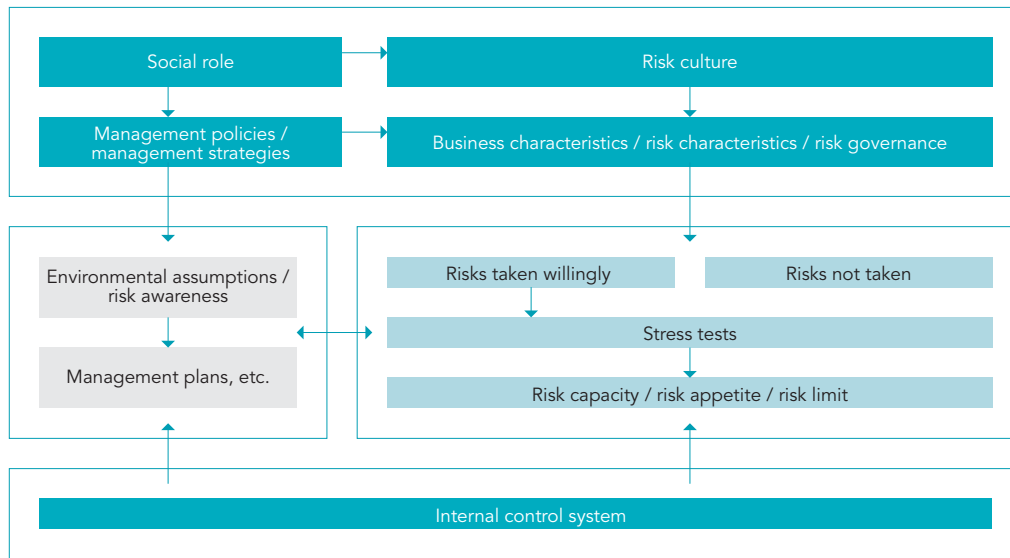 Social role
Risk culture
Management policies /
management strategies
Business characteristics / risk characteristics / risk governance
Environmental assumptions /
risk awareness
Management plans, etc.
Risks taken willingly
Risks not taken
Stress tests
Risk capacity / risk appetite / risk limit
Internal control system